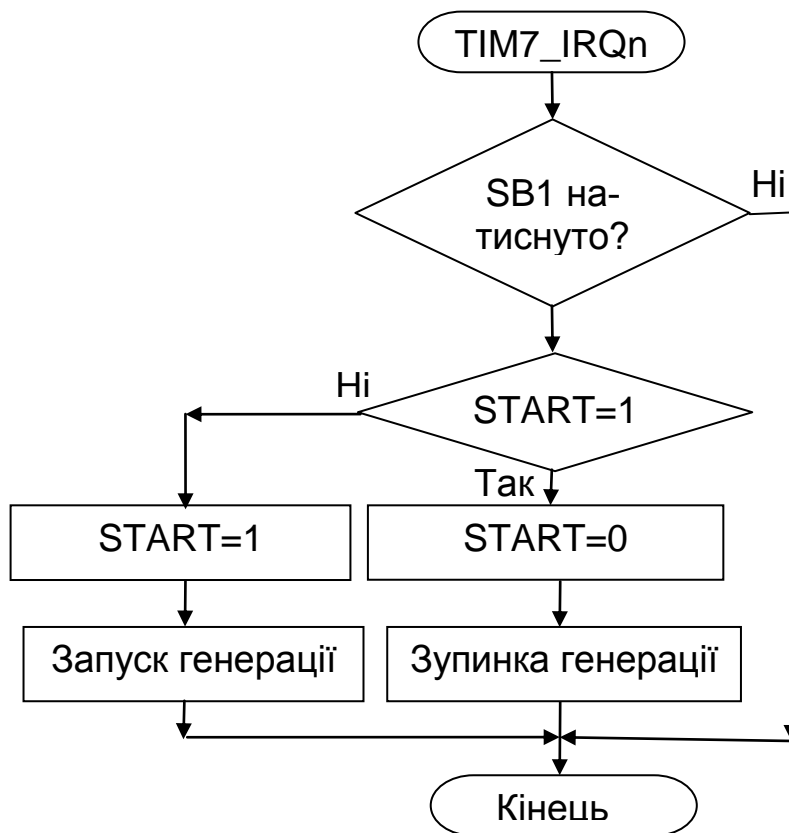 TIM7_IRQn
SB1 на-
тиснуто?
Ні
START=1
Ні
Так
START=1
START=0
Запуск генерації
Зупинка генерації
Кінець